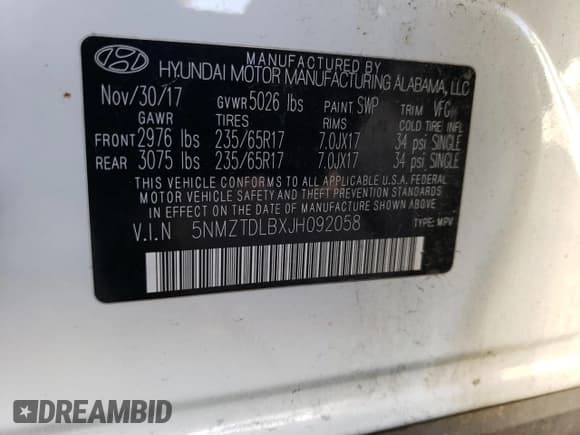 MANUFACTURED BY
HYUNDAI MOTOR MANUFACTURING ALABAMA, LLC
Nov/30/17 GVWR 5026 lbs PAINT SWP TRIM VFC
GAWR TIRES RIMS COLD TIRE INFL
FRONT 2976 lbs 235/65R17 7.0JX17 34 psi SINGLE
REAR 3075 lbs 235/65R17 7.0JX17 34 psi SINGLE
THIS VEHICLE CONFORMS TO ALL APPLICABLE U.S.A. FEDERAL
MOTOR VEHICLE SAFETY AND THEFT PREVENTION STANDARDS
IN EFFECT ON THE DATE OF MANUFACTURE SHOWN ABOVE.
V.I.N 5NMZTDLBXJH092058 TYPE: MPV
$DREAMBID